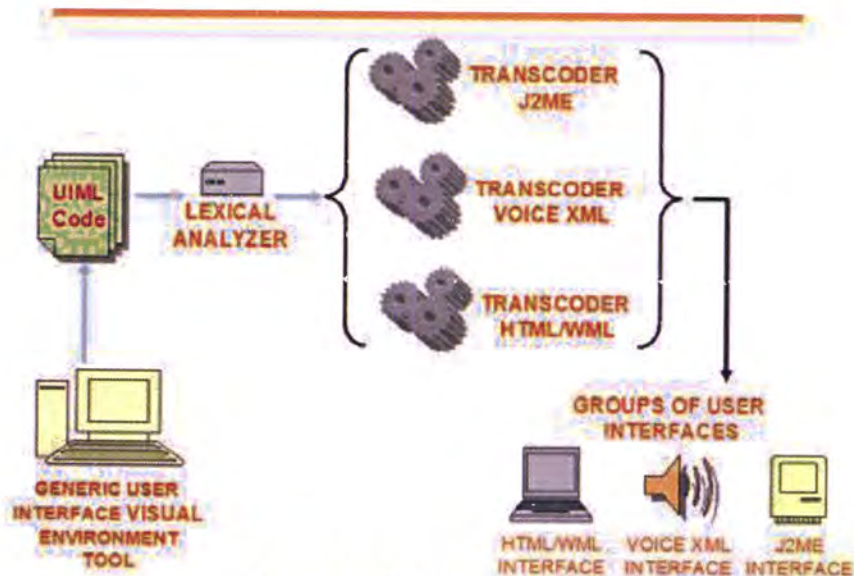 TRANSCODER
J2ME
UIML
Code
LEXICAL
ANALYZER
TRANSCODER
VOICE XML
TRANSCODER
HTML/WML
GENERIC USER
INTERFACE VISUAL
ENVIRONMENT
TOOL
GROUPS OF USER
INTERFACES
HTML/WML
INTERFACE
VOICE XML
INTERFACE
J2ME
INTERFACE